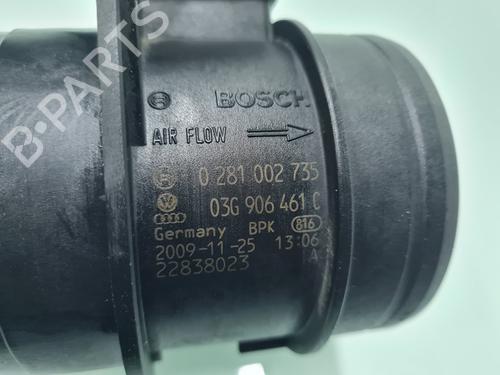 B-PARTS
BOSCH
AIR FLOW
0 281 002 735
03G 906 461 C
Germany BPK 816
2009-11-25 13:06
22838023 A